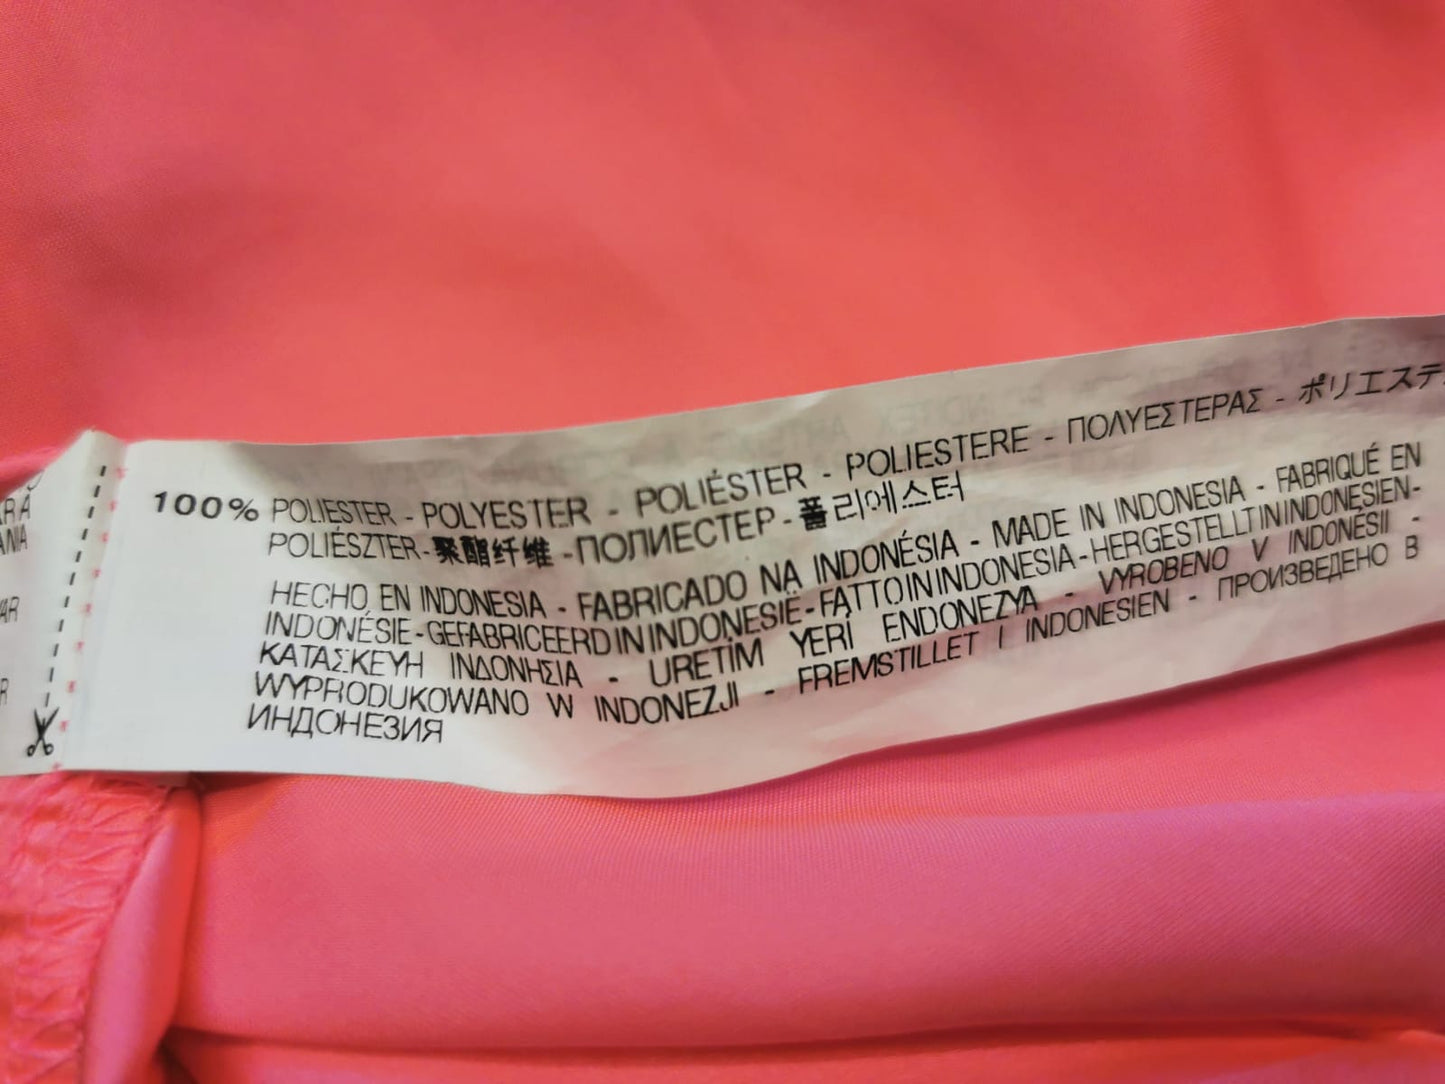 100% POLIESTER - POLYESTER - POLIÉSTER - POLIESTERE - ΠΟΛΥΕΣΤΕΡΑΣ - ポリエステ
POLIÉSZTER - 聚酯纤维 - ПОЛИЕСТЕР - 폴리에스터
HECHO EN INDONESIA - FABRICADO NA INDONÉSIA - MADE IN INDONESIA - FABRIQUÉ EN
INDONÉSIE - GEFABRICEERD IN INDONESIË - FATTO IN INDONESIA - HERGESTELLT IN INDONESIEN -
ΚΑΤΑΣΚΕΥΗ ΙΝΔΟΝΗΣΙΑ - URETİM YERİ ENDONEZYA - VYROBENO V INDONÉSII -
WYPRODUKOWANO W INDONEZJI - FREMSTILLET I INDONESIEN - ПРОИЗВЕДЕНО В
ИНДОНЕЗИЯ